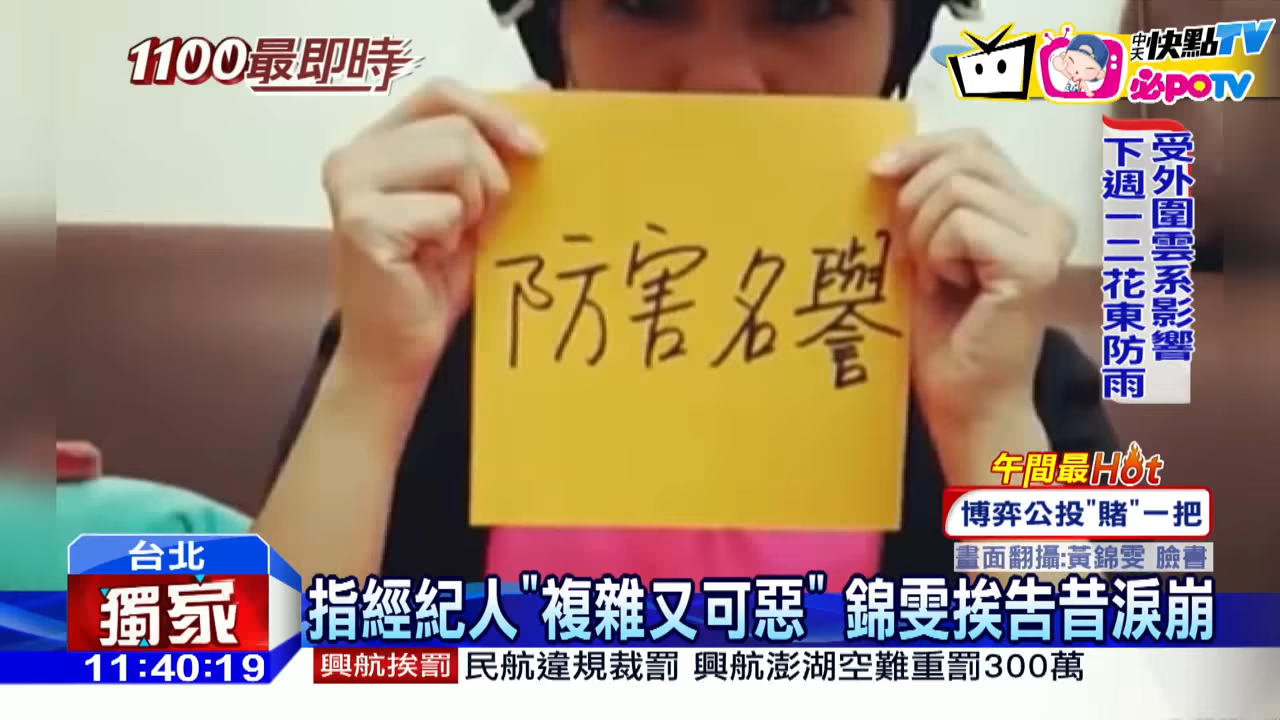 1100最即時
中天快點TV
必POTV
受外圍雲系影響
下週一二花東防雨
防害名譽
午間最Hot
博弈公投"賭"一把
畫面翻攝:黃錦雯 臉書
台北
獨家
指經紀人"複雜又可惡" 錦雯挨告昔淚崩
11:40:19
興航挨罰 民航違規裁罰 興航澎湖空難重罰300萬